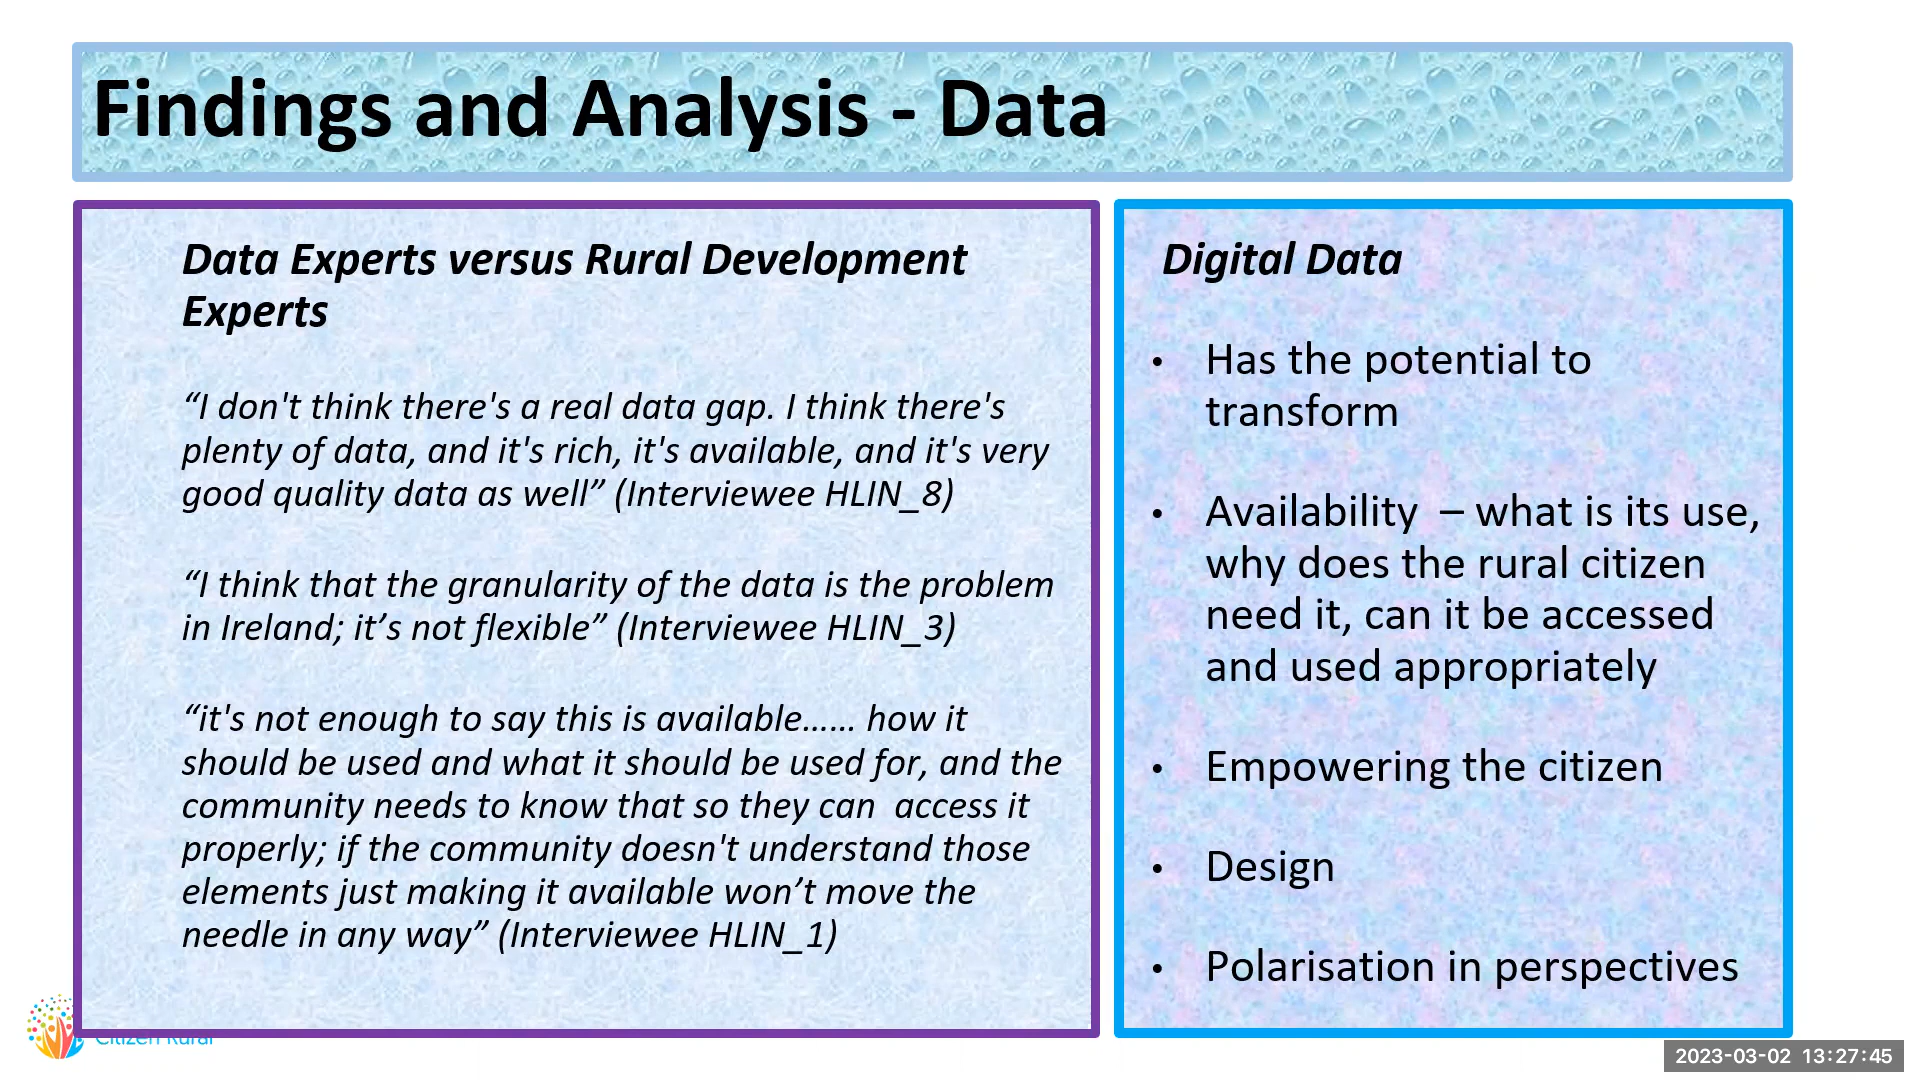 Findings and Analysis - Data
Data Experts versus Rural Development
Experts
“I don't think there's a real data gap. I think there's
plenty of data, and it's rich, it's available, and it's very
good quality data as well” (Interviewee HLIN_8)
“I think that the granularity of the data is the problem
in Ireland; it’s not flexible” (Interviewee HLIN_3)
“it's not enough to say this is available…… how it
should be used and what it should be used for, and the
community needs to know that so they can  access it
properly; if the community doesn't understand those
elements just making it available won’t move the
needle in any way” (Interviewee HLIN_1)
Digital Data
• Has the potential to
transform
• Availability  – what is its use,
why does the rural citizen
need it, can it be accessed
and used appropriately
• Empowering the citizen
• Design
• Polarisation in perspectives
Citizen Rural
2023-03-02 13:27:45